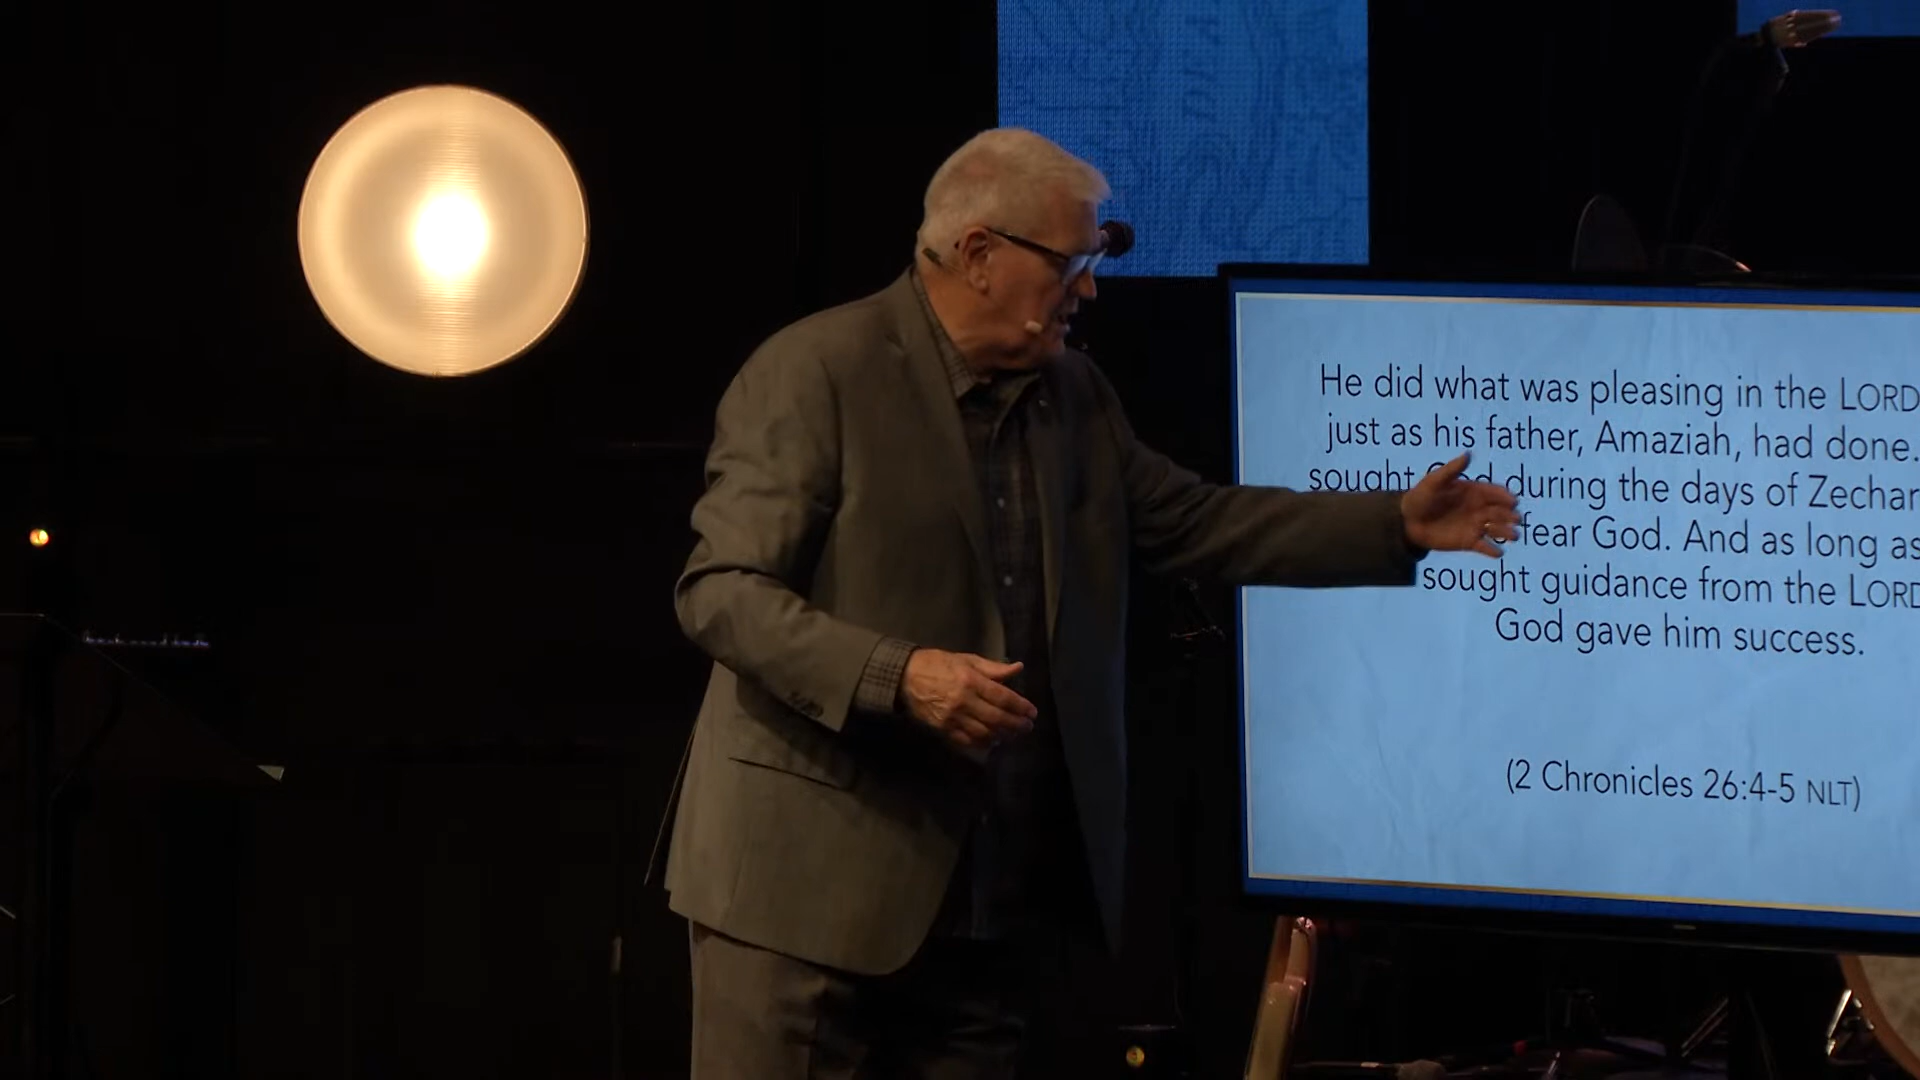 He did what was pleasing in the LORD
just as his father, Amaziah, had done.
sought God during the days of Zechar
fear God. And as long as
sought guidance from the LORD
God gave him success.
(2 Chronicles 26:4-5 NLT)